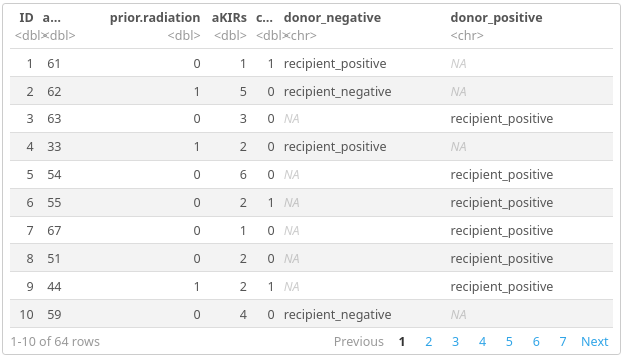 ID a… prior.radiation aKIRs c… donor_negative donor_positive
<dbl> <dbl> <dbl> <dbl> <dbl> <chr> <chr>
1 61 0 1 1 recipient_positive NA
2 62 1 5 0 recipient_negative NA
3 63 0 3 0 NA recipient_positive
4 33 1 2 0 recipient_positive NA
5 54 0 6 0 NA recipient_positive
6 55 0 2 1 NA recipient_positive
7 67 0 1 0 NA recipient_positive
8 51 0 2 0 NA recipient_positive
9 44 1 2 1 NA recipient_positive
10 59 0 4 0 recipient_negative NA
1-10 of 64 rows Previous 1 2 3 4 5 6 7 Next